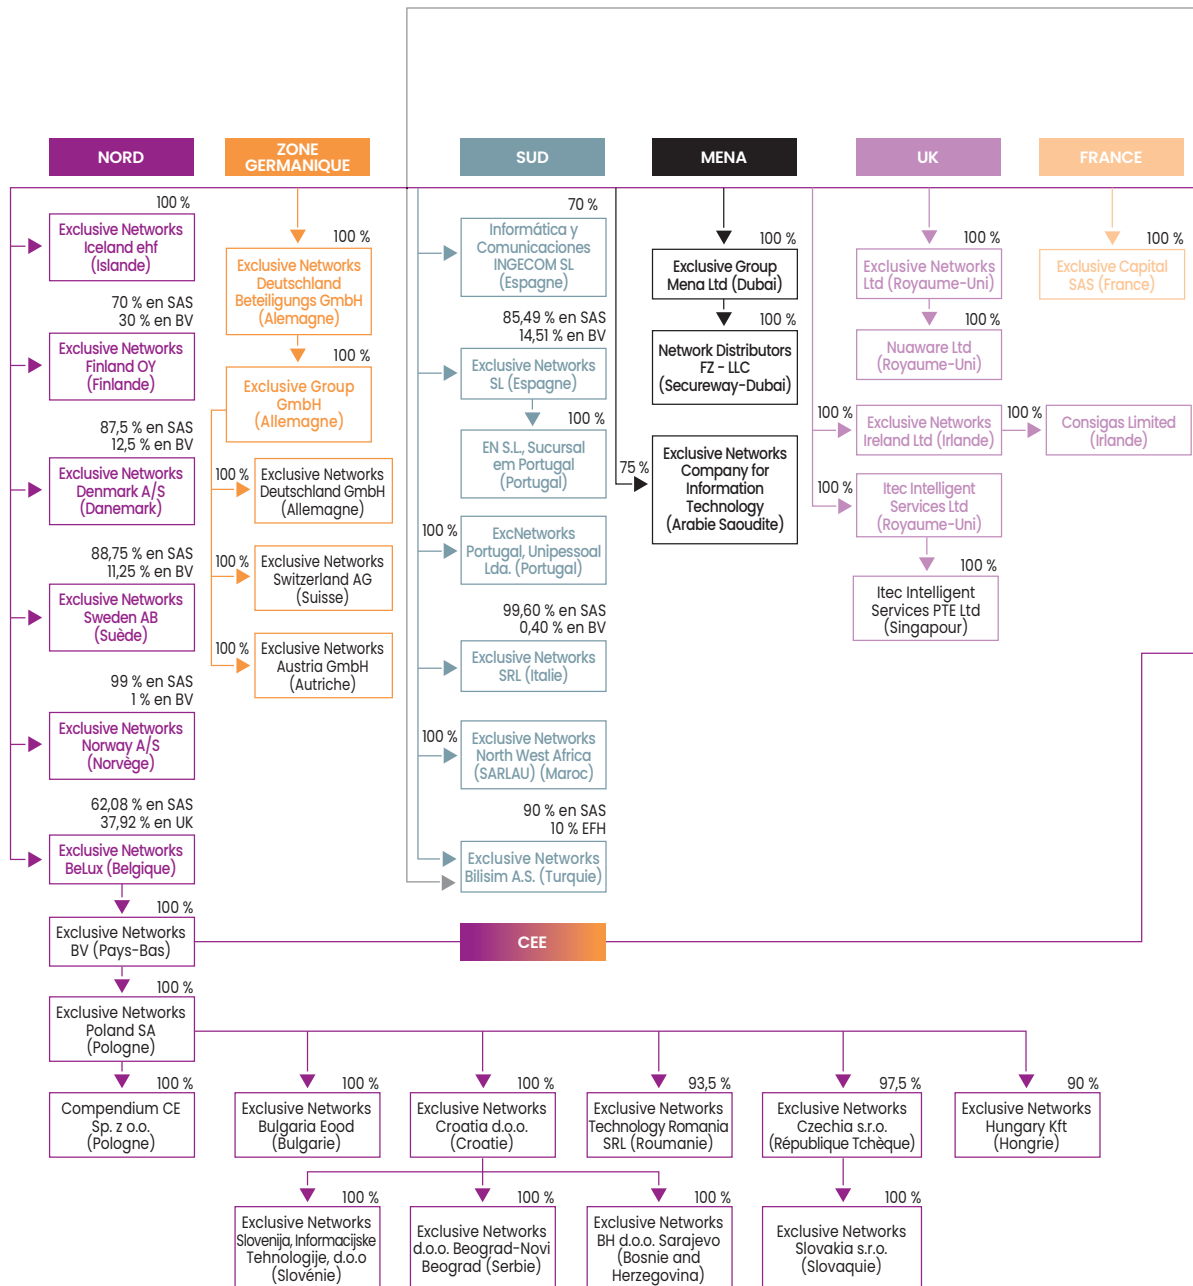 NORD
100 %
Exclusive Networks
Iceland ehf
(Islande)
70 % en SAS
30 % en BV
Exclusive Networks
Finland OY
(Finlande)
87,5 % en SAS
12,5 % en BV
Exclusive Networks
Denmark A/S
(Danemark)
88,75 % en SAS
11,25 % en BV
Exclusive Networks
Sweden AB
(Suède)
99 % en SAS
1 % en BV
Exclusive Networks
Norway A/S
(Norvège)
62,08 % en SAS
37,92 % en UK
Exclusive Networks
BeLux (Belgique)
100 %
Exclusive Networks
BV (Pays-Bas)
100 %
Exclusive Networks
Poland SA
(Pologne)
100 %
Compendium CE
Sp. z o.o.
(Pologne)
ZONE
GERMANIQUE
100 %
Exclusive Networks
Deutschland
Beteiligungs GmbH
(Alemagne)
100 %
Exclusive Group
GmbH
(Allemagne)
100 %
Exclusive Networks
Deutschland GmbH
(Allemagne)
100 %
Exclusive Networks
Switzerland AG
(Suisse)
100 %
Exclusive Networks
Austria GmbH
(Autriche)
SUD
70 %
Informática y
Comunicaciones
INGECOM SL
(Espagne)
85,49 % en SAS
14,51 % en BV
Exclusive Networks
SL (Espagne)
100 %
EN S.L., Sucursal
em Portugal
(Portugal)
100 %
ExcNetworks
Portugal, Unipessoal
Lda. (Portugal)
99,60 % en SAS
0,40 % en BV
Exclusive Networks
SRL (Italie)
100 %
Exclusive Networks
North West Africa
(SARLAU) (Maroc)
90 % en SAS
10 % EFH
Exclusive Networks
Bilisim A.S. (Turquie)
MENA
100 %
Exclusive Group
Mena Ltd (Dubai)
100 %
Network Distributors
FZ - LLC
(Secureway-Dubai)
75 %
Exclusive Networks
Company for
Information
Technology
(Arabie Saoudite)
UK
100 %
Exclusive Networks
Ltd (Royaume-Uni)
100 %
Nuaware Ltd
(Royaume-Uni)
100 %
Exclusive Networks
Ireland Ltd (Irlande)
100 %
Consigas Limited
(Irlande)
100 %
Itec Intelligent
Services Ltd
(Royaume-Uni)
100 %
Itec Intelligent
Services PTE Ltd
(Singapour)
FRANCE
100 %
Exclusive Capital
SAS (France)
CEE
100 %
Exclusive Networks
Bulgaria Eood
(Bulgarie)
100 %
Exclusive Networks
Croatia d.o.o.
(Croatie)
93,5 %
Exclusive Networks
Technology Romania
SRL (Roumanie)
97,5 %
Exclusive Networks
Czechia s.r.o.
(République Tchèque)
90 %
Exclusive Networks
Hungary Kft
(Hongrie)
100 %
Exclusive Networks
Slovenija, Informacijske
Tehnologije, d.o.o
(Slovénie)
100 %
Exclusive Networks
d.o.o. Beograd-Novi
Beograd (Serbie)
100 %
Exclusive Networks
BH d.o.o. Sarajevo
(Bosnie and
Herzegovina)
100 %
Exclusive Networks
Slovakia s.r.o.
(Slovaquie)